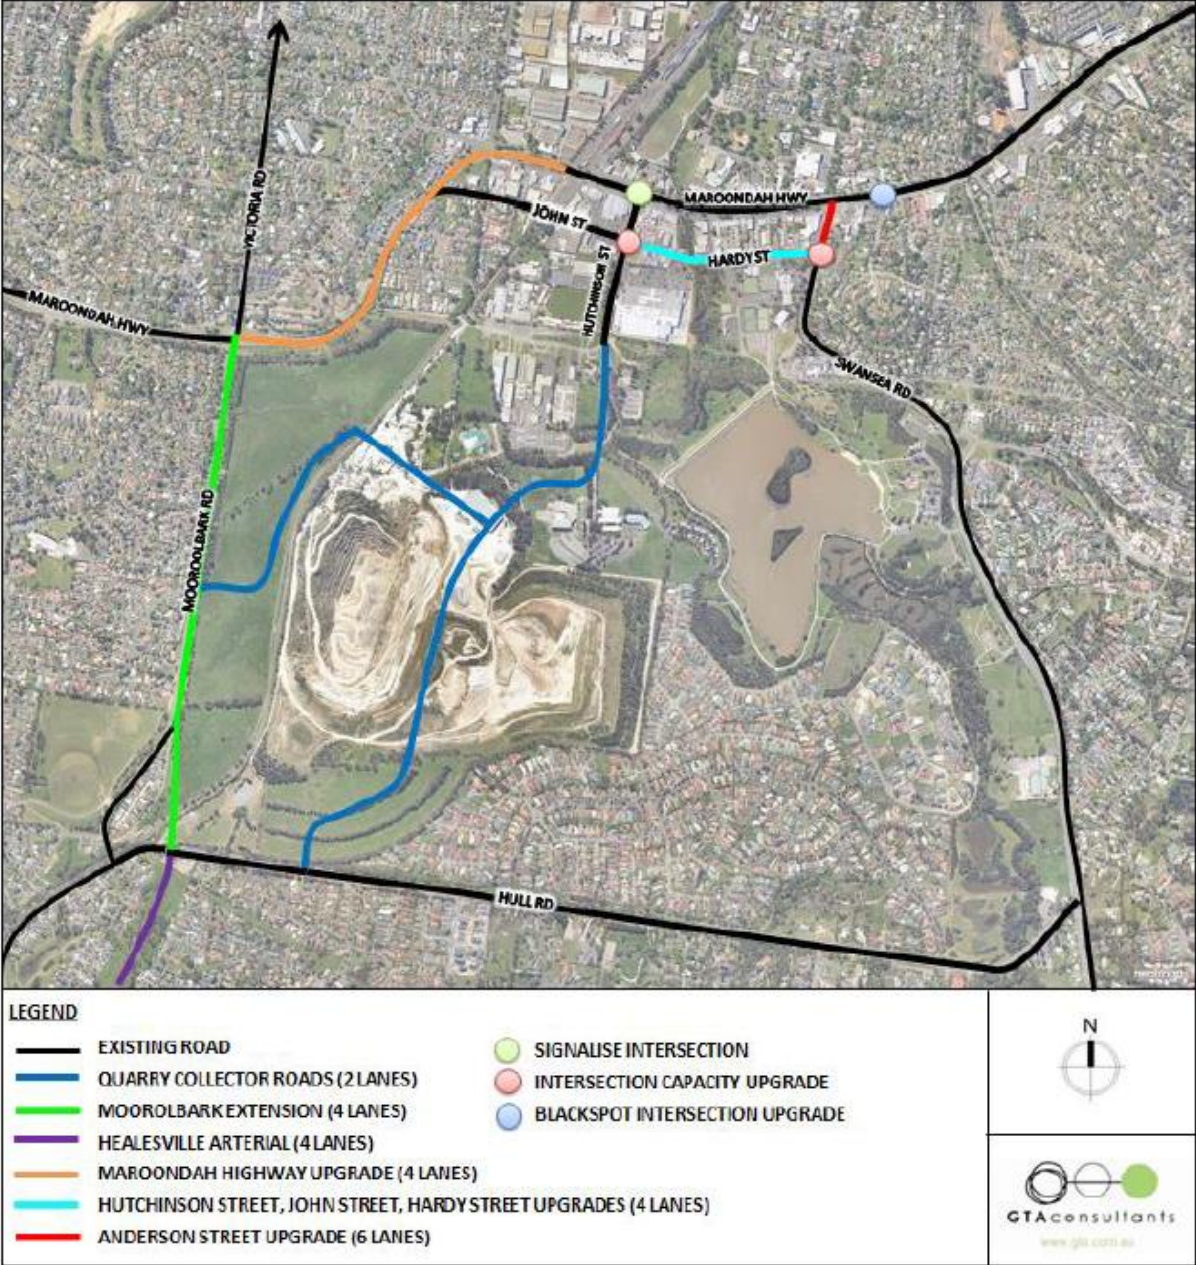 VICTORIA RD
MAROONDAH HWY
JOHN ST
HUTCHINSON ST
HARDY ST
MAROONDAH HWY
SWANSEA RD
MOOROOLBARK RD
HULL RD
nearmap
LEGEND
EXISTING ROAD
QUARRY COLLECTOR ROADS (2 LANES)
MOOROLBARK EXTENSION (4 LANES)
HEALESVILLE ARTERIAL (4 LANES)
MAROONDAH HIGHWAY UPGRADE (4 LANES)
HUTCHINSON STREET, JOHN STREET, HARDY STREET UPGRADES (4 LANES)
ANDERSON STREET UPGRADE (6 LANES)
SIGNALISE INTERSECTION
INTERSECTION CAPACITY UPGRADE
BLACKSPOT INTERSECTION UPGRADE
N
GTAconsultants
www.gta.com.au